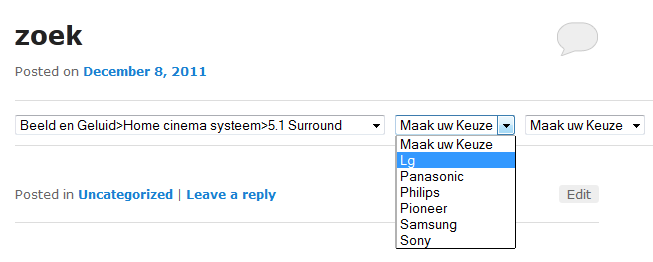 zoek
Posted on December 8, 2011
Beeld en Geluid>Home cinema systeem>5.1 Surround Maak uw Keuze Maak uw Keuze
Maak uw Keuze
Lg
Panasonic
Philips
Pioneer
Samsung
Sony
Posted in Uncategorized | Leave a reply Edit